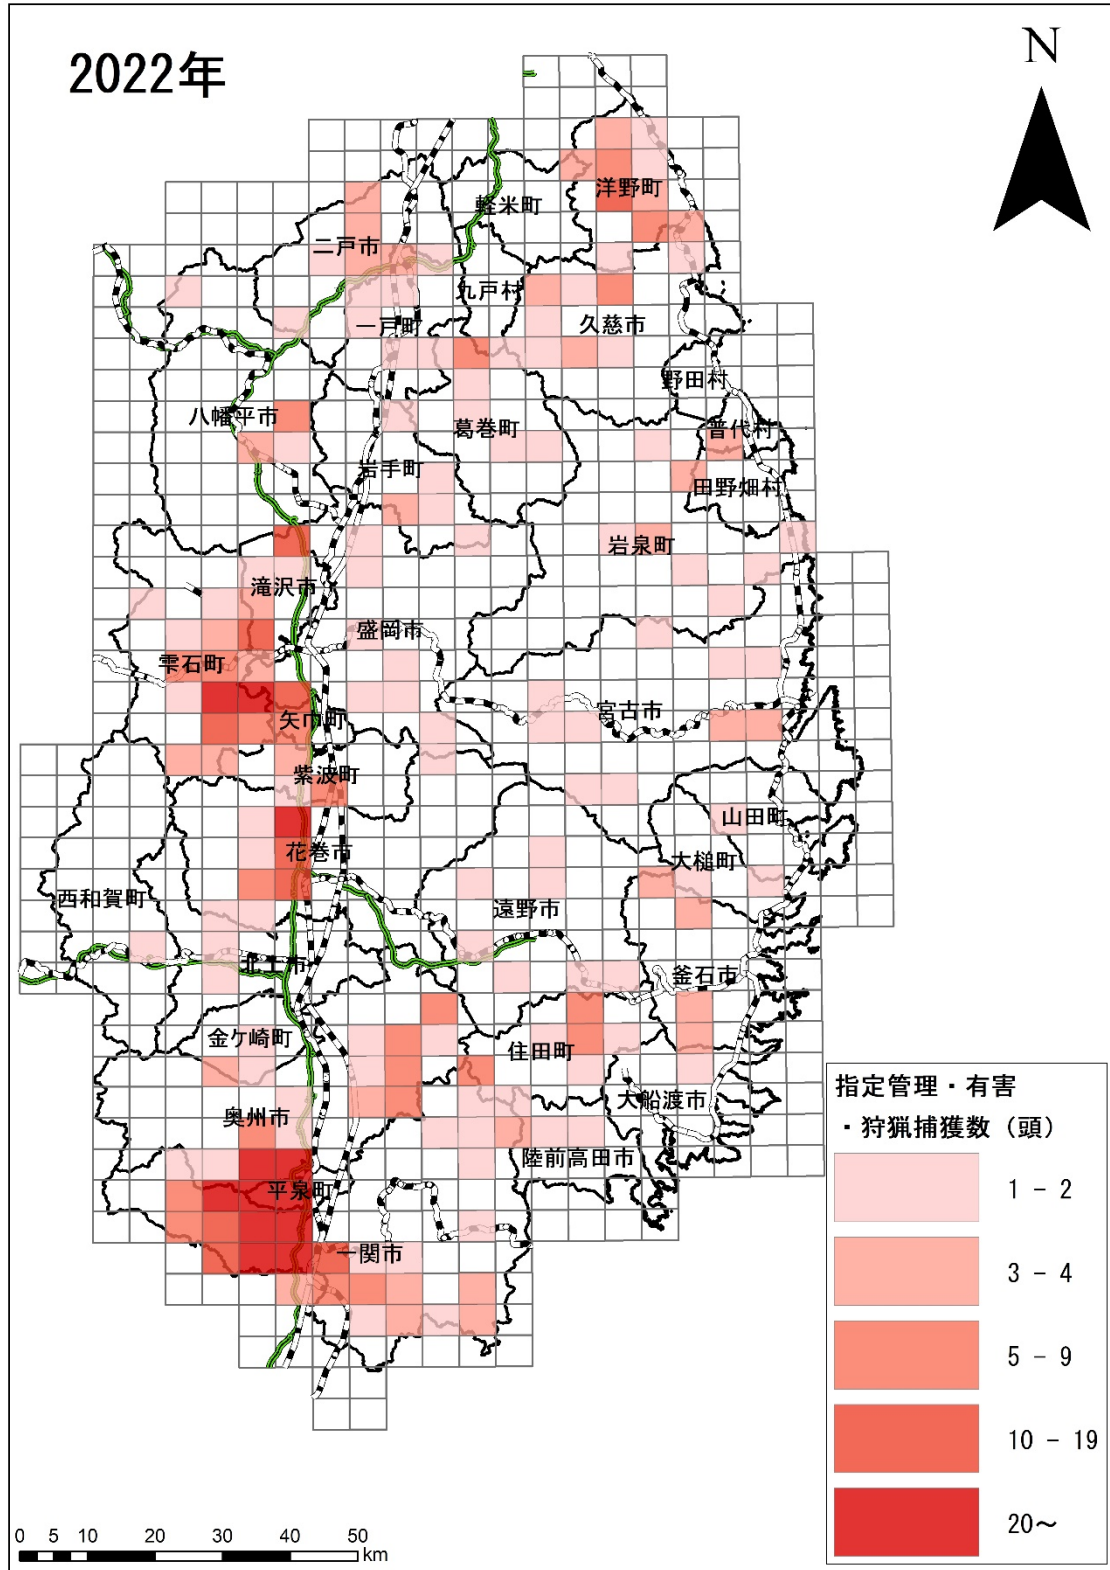 2022年
N
洋野町
軽米町
二戸市
九戸村
一戸町
久慈市
野田村
八幡平市
葛巻町
普代村
岩手町
田野畑村
岩泉町
滝沢市
盛岡市
雫石町
宮古市
矢巾町
紫波町
山田町
花巻市
大槌町
西和賀町
遠野市
北上市
釜石市
金ケ崎町
住田町
大船渡市
奥州市
陸前高田市
平泉町
一関市
指定管理・有害
・狩猟捕獲数（頭）
1 - 2
3 - 4
5 - 9
10 - 19
20～
0 5 10 20 30 40 50
km